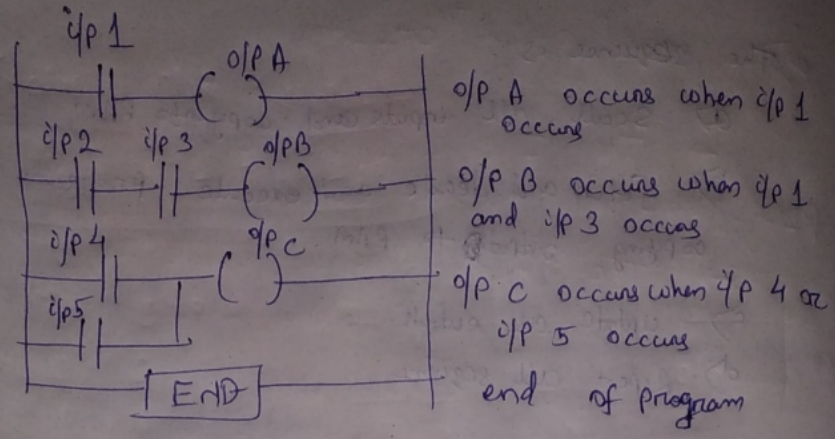 i/p 1
o/p A
o/p A occurs when i/p 1
occurs
i/p 2 i/p 3 o/p B
o/p B occurs when i/p 1
and i/p 3 occurs
i/p 4 o/p C
o/p C occurs when i/p 4 or
i/p 5 occurs
i/p 5
END
end of program